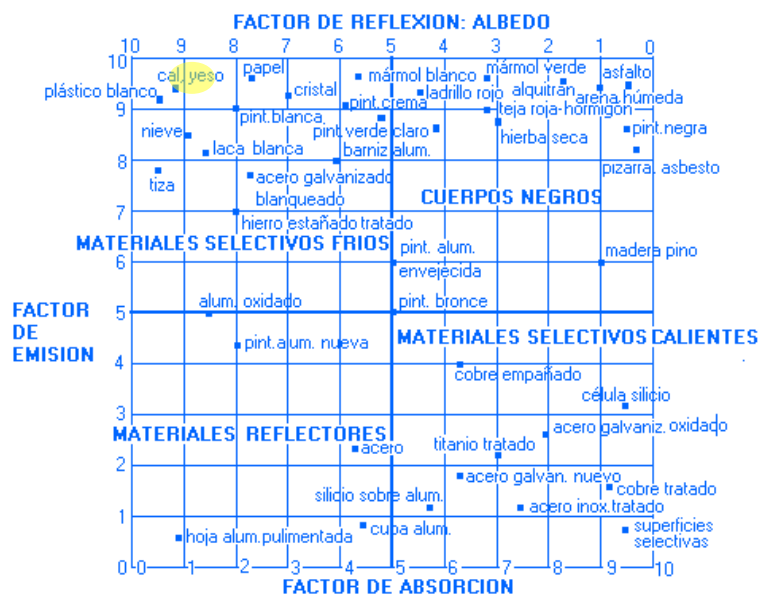 FACTOR DE REFLEXION: ALBEDO
10 9 8 7 6 5 4 3 2 1 0
10
cal, yeso
papel
mármol blanco
mármol verde
asfalto
plástico blanco
cristal
ladrillo rojo
alquitrán
arena húmeda
9
pint.blanca
pint.crema
teja roja-hormigón
nieve
pint.verde claro
hierba seca
pint.negra
laca blanca
barniz alum.
8
pizarra. asbesto
tiza
acero galvanizado
blanqueado
CUERPOS NEGROS
7
hierro estañado tratado
MATERIALES SELECTIVOS FRIOS
pint. alum.
envejecida
madera pino
6
alum. oxidado
pint. bronce
FACTOR
DE
EMISION
5
pint.alum. nueva
MATERIALES SELECTIVOS CALIENTES
4
cobre empañado
célula silicio
3
acero galvaniz. oxidado
MATERIALES REFLECTORES
acero
titanio tratado
2
acero galvan. nuevo
silicio sobre alum.
cobre tratado
acero inox.tratado
1
cuba alum.
superficies
selectivas
hoja alum.pulimentada
0 0 1 2 3 4 5 6 7 8 9 10
FACTOR DE ABSORCION